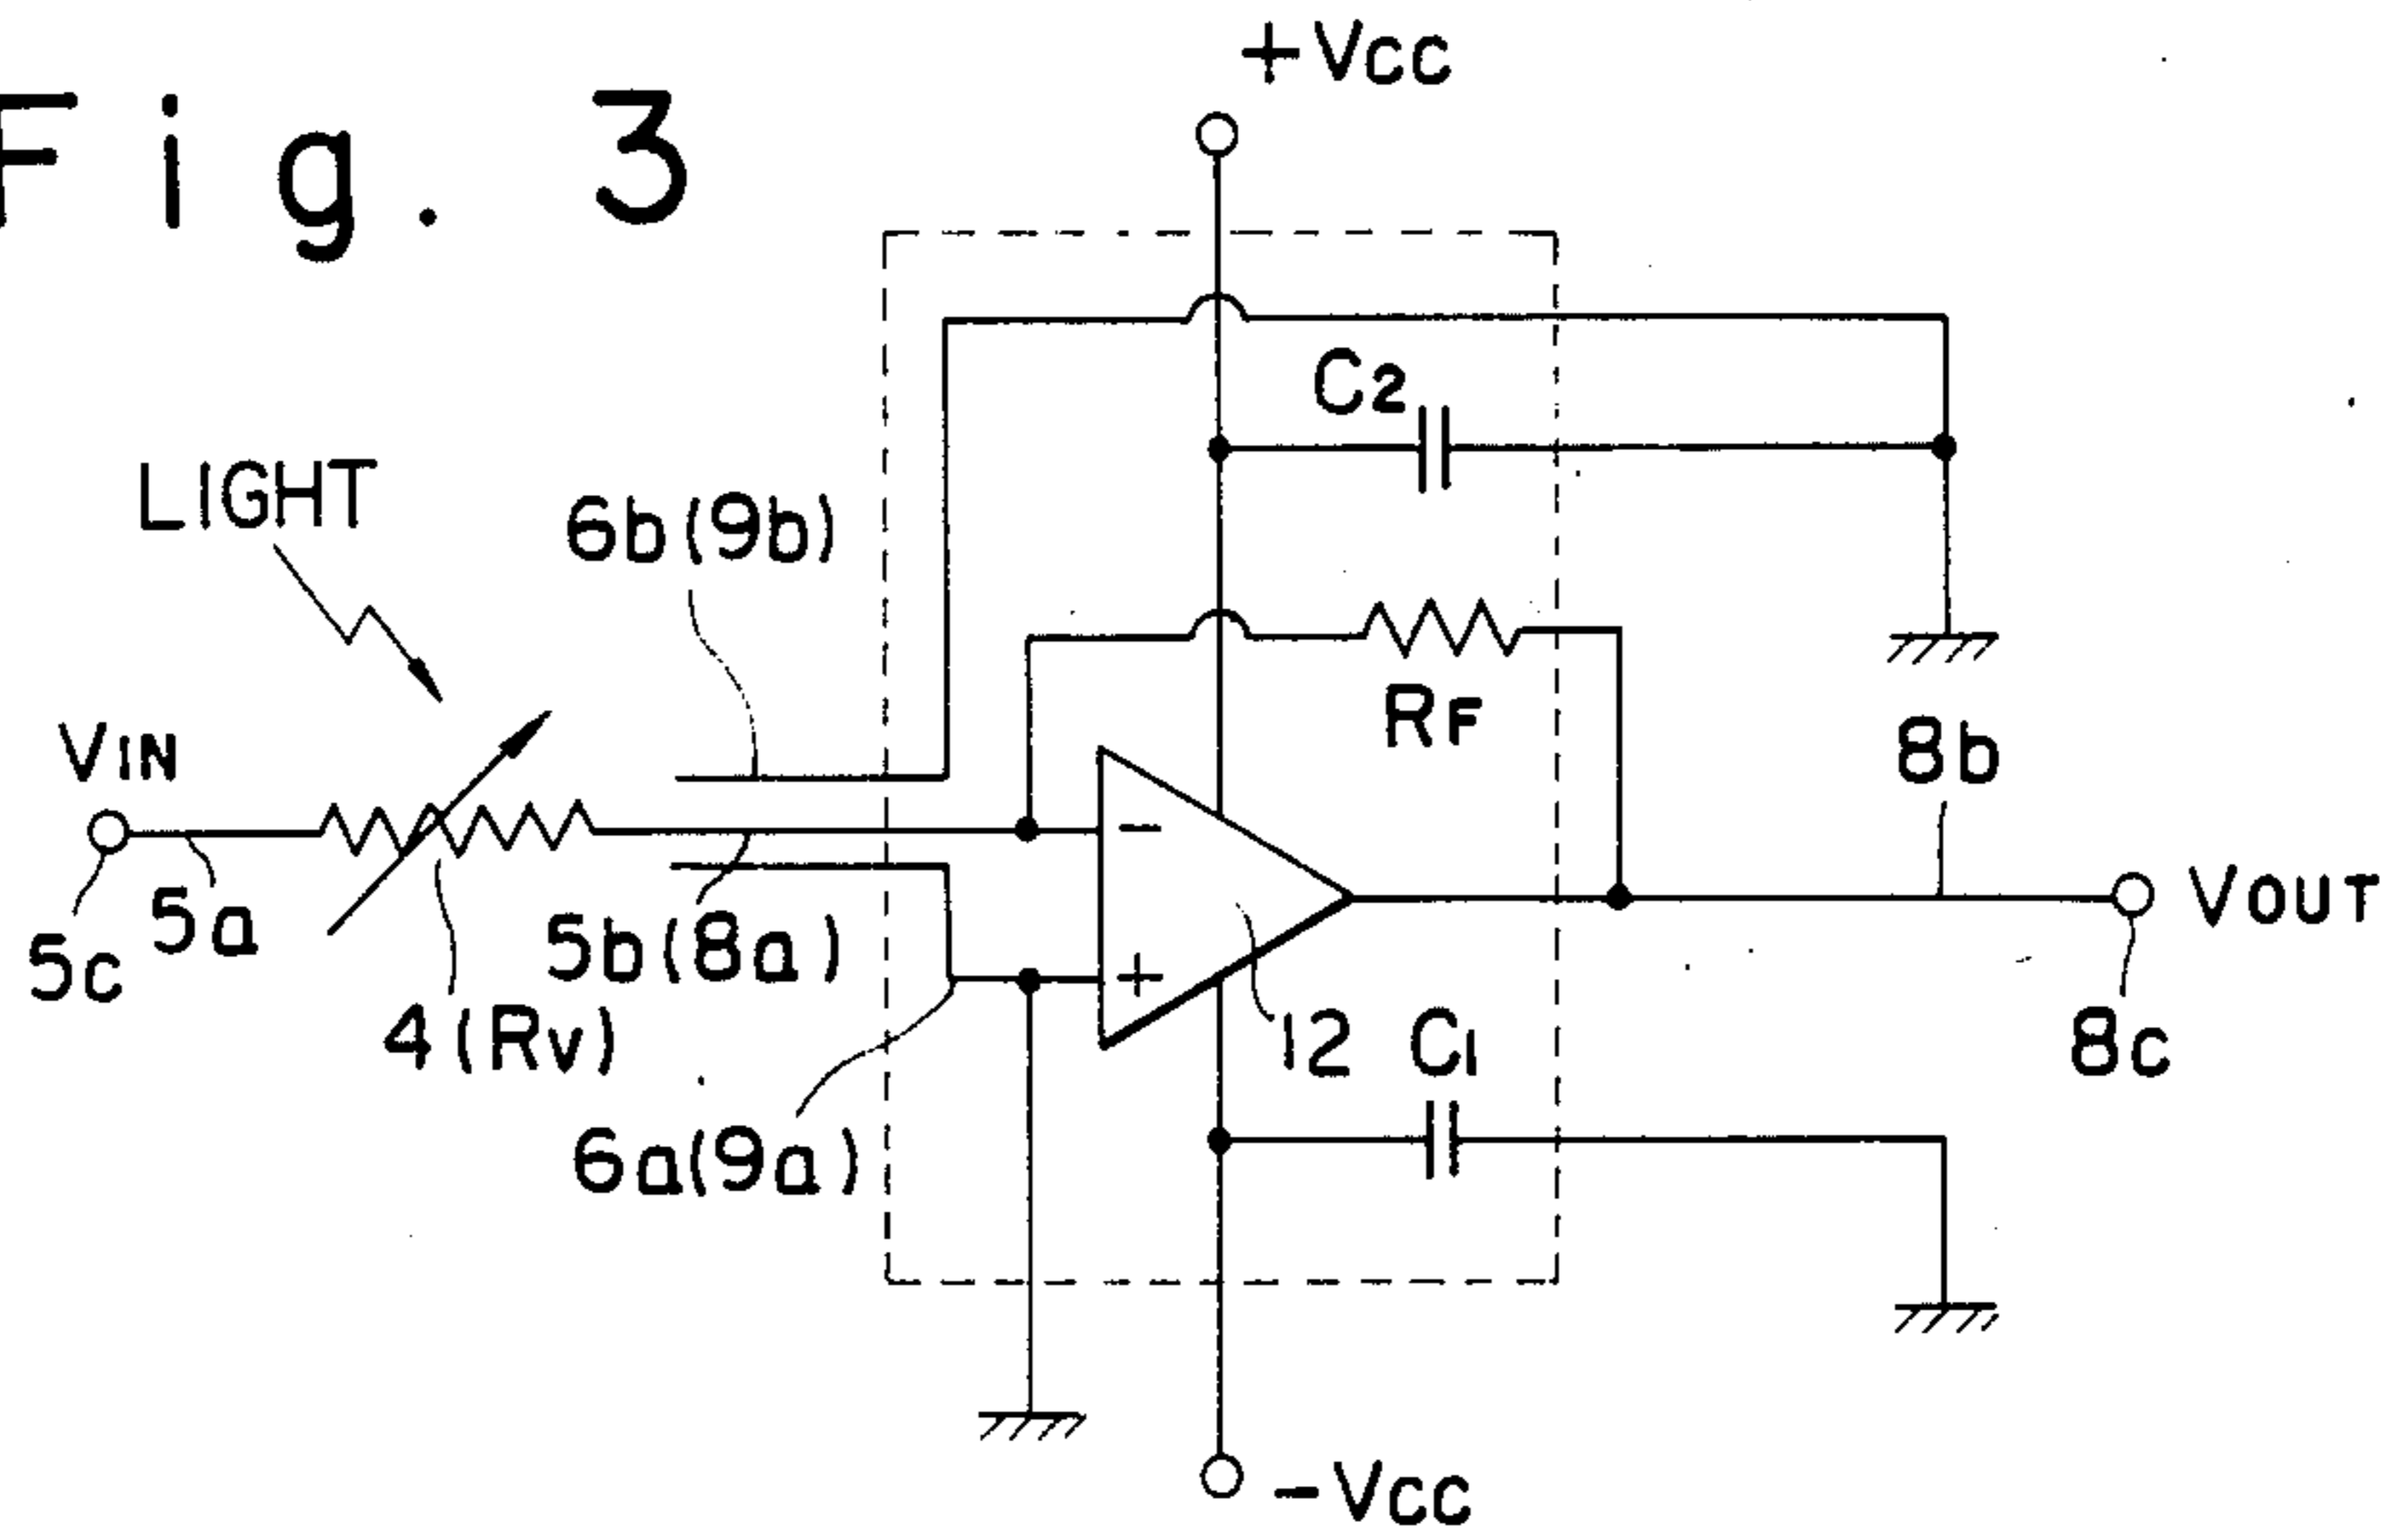 Fig. 3
+Vcc
C2
LIGHT
6b(9b)
RF
VIN
8b
-
5a
5b(8a)
VOUT
5c
+
4(Rv)
12
C1
8c
6a(9a)
-Vcc